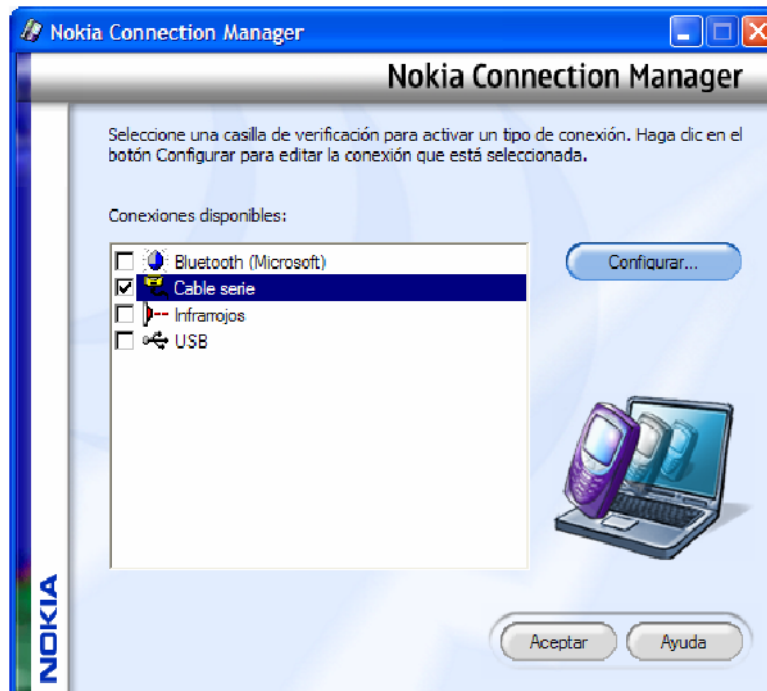 Nokia Connection Manager
Nokia Connection Manager
Seleccione una casilla de verificación para activar un tipo de conexión. Haga clic en el
botón Configurar para editar la conexión que está seleccionada.
Conexiones disponibles:
Bluetooth (Microsoft)
Configurar...
Cable serie
Infrarrojos
USB
Aceptar
Ayuda
NOKIA